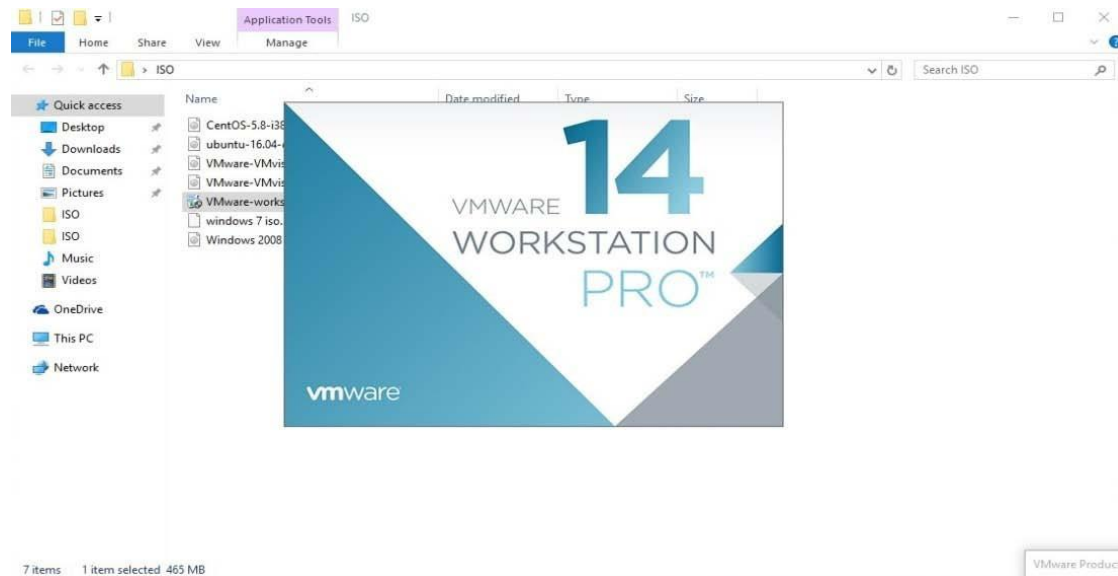 Application Tools ISO
File Home Share View Manage
> ISO
Search ISO
Quick access
Desktop
Downloads
Documents
Pictures
ISO
ISO
Music
Videos
OneDrive
This PC
Network
Name Date modified Type Size
CentOS-5.8-i38
ubuntu-16.04-
VMware-VMvis
VMware-VMvis
VMware-works
windows 7 iso.
Windows 2008
14
VMWARE
WORKSTATION
PRO™
vmware
7 items 1 item selected 465 MB
VMware Produc